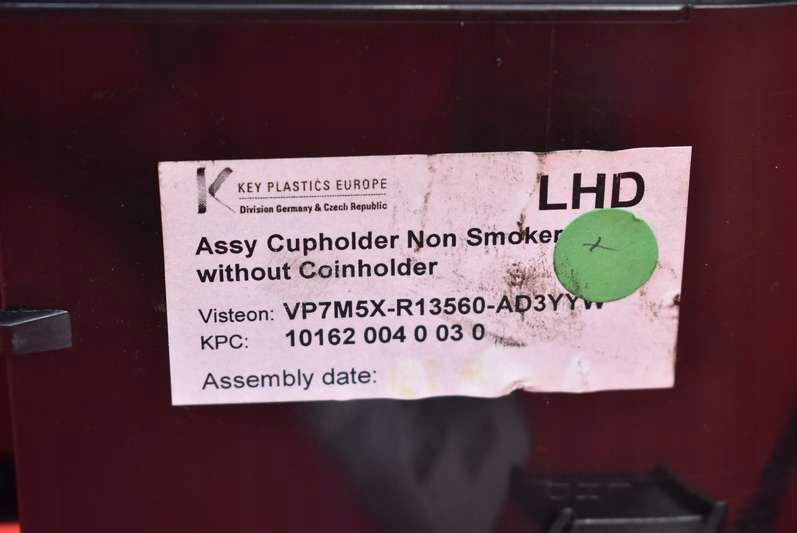 K KEY PLASTICS EUROPE
Division Germany & Czech Republic
LHD
Assy Cupholder Non Smoker
without Coinholder
Visteon: VP7M5X-R13560-AD3YYW
KPC: 10162 004 0 03 0
Assembly date: